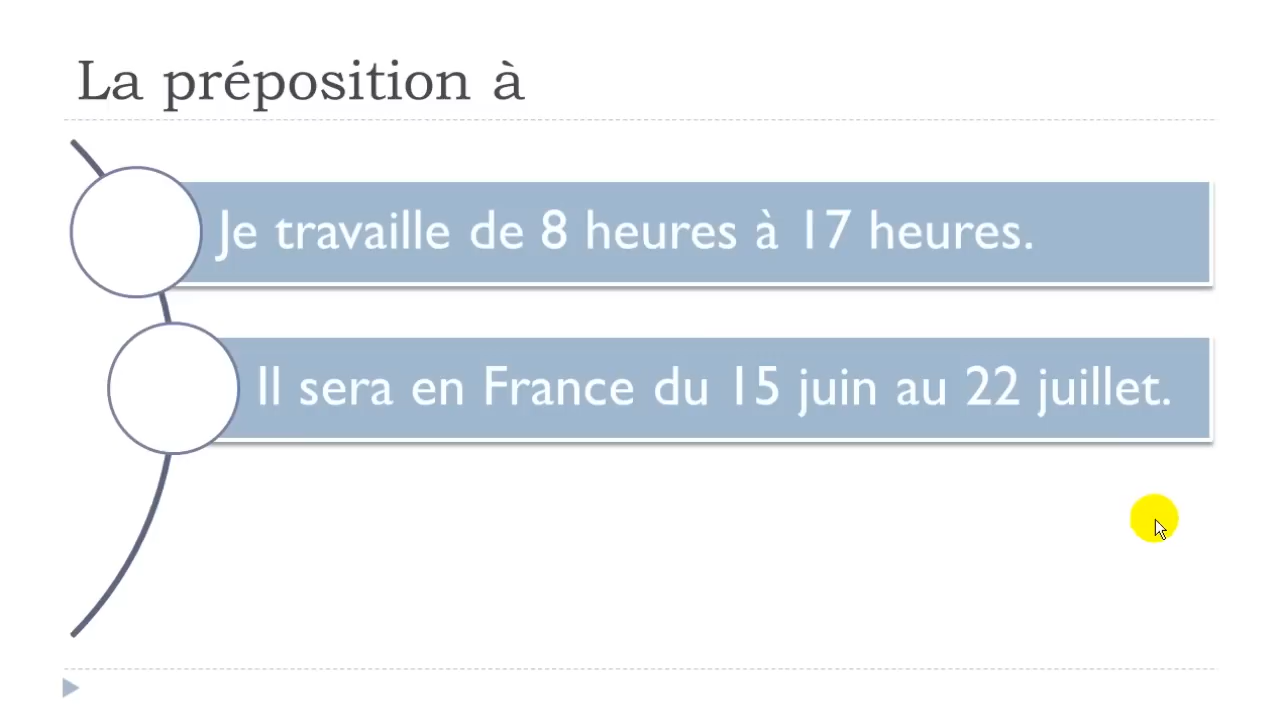 La préposition à
Je travaille de 8 heures à 17 heures.
Il sera en France du 15 juin au 22 juillet.